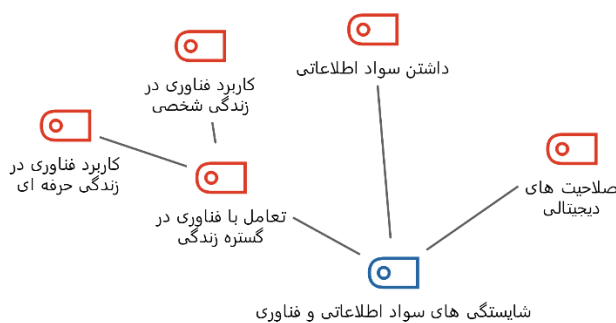 داشتن سواد اطلاعاتی
کاربرد فناوری در
زندگی شخصی
کاربرد فناوری در
زندگی حرفه ای
صلاحیت های
دیجیتالی
تعامل با فناوری در
گستره زندگی
شایستگی های سواد اطلاعاتی و فناوری